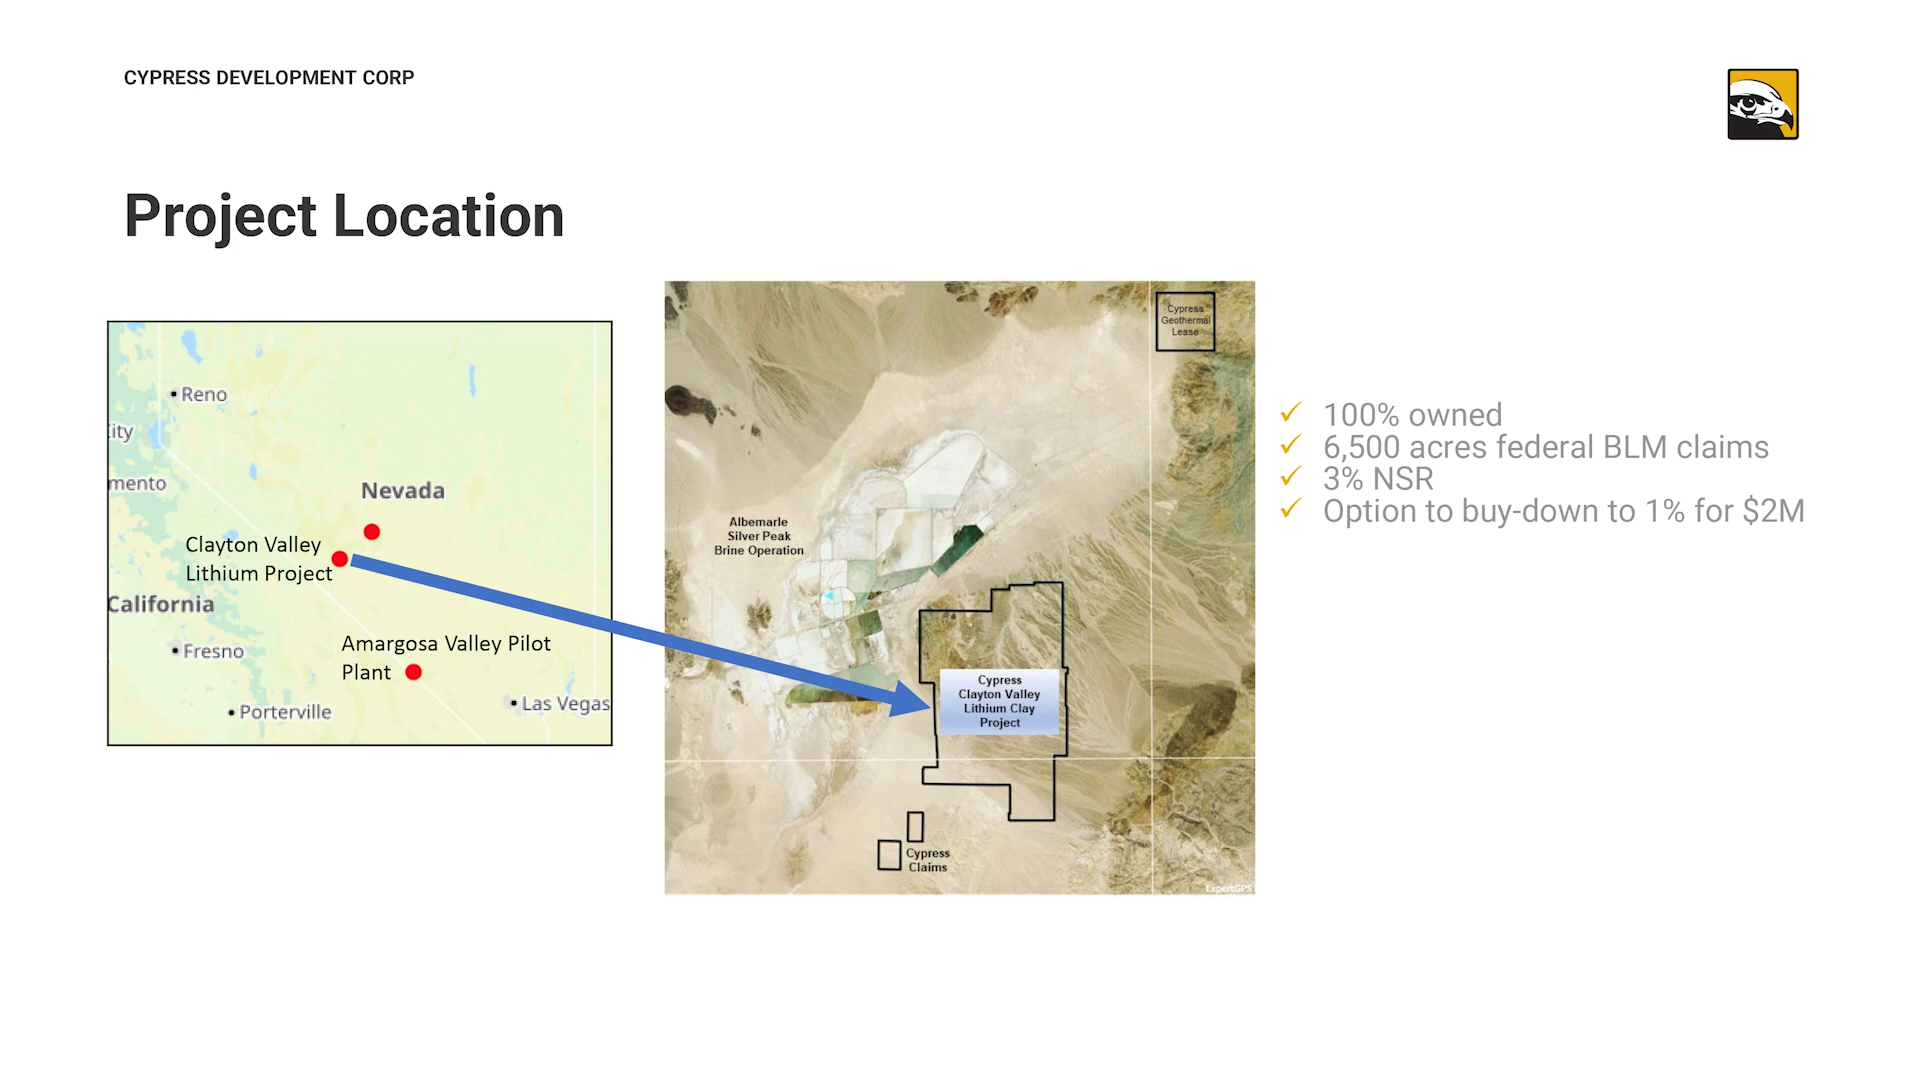 CYPRESS DEVELOPMENT CORP
Project Location
Reno
ity
mento
Nevada
Clayton Valley
Lithium Project
California
Amargosa Valley Pilot
Plant
Fresno
Las Vegas
Porterville
Cypress
Geothermal
Lease
Albemarle
Silver Peak
Brine Operation
Cypress
Clayton Valley
Lithium Clay
Project
Cypress
Claims
ExpertGPS
100% owned
6,500 acres federal BLM claims
3% NSR
Option to buy-down to 1% for $2M